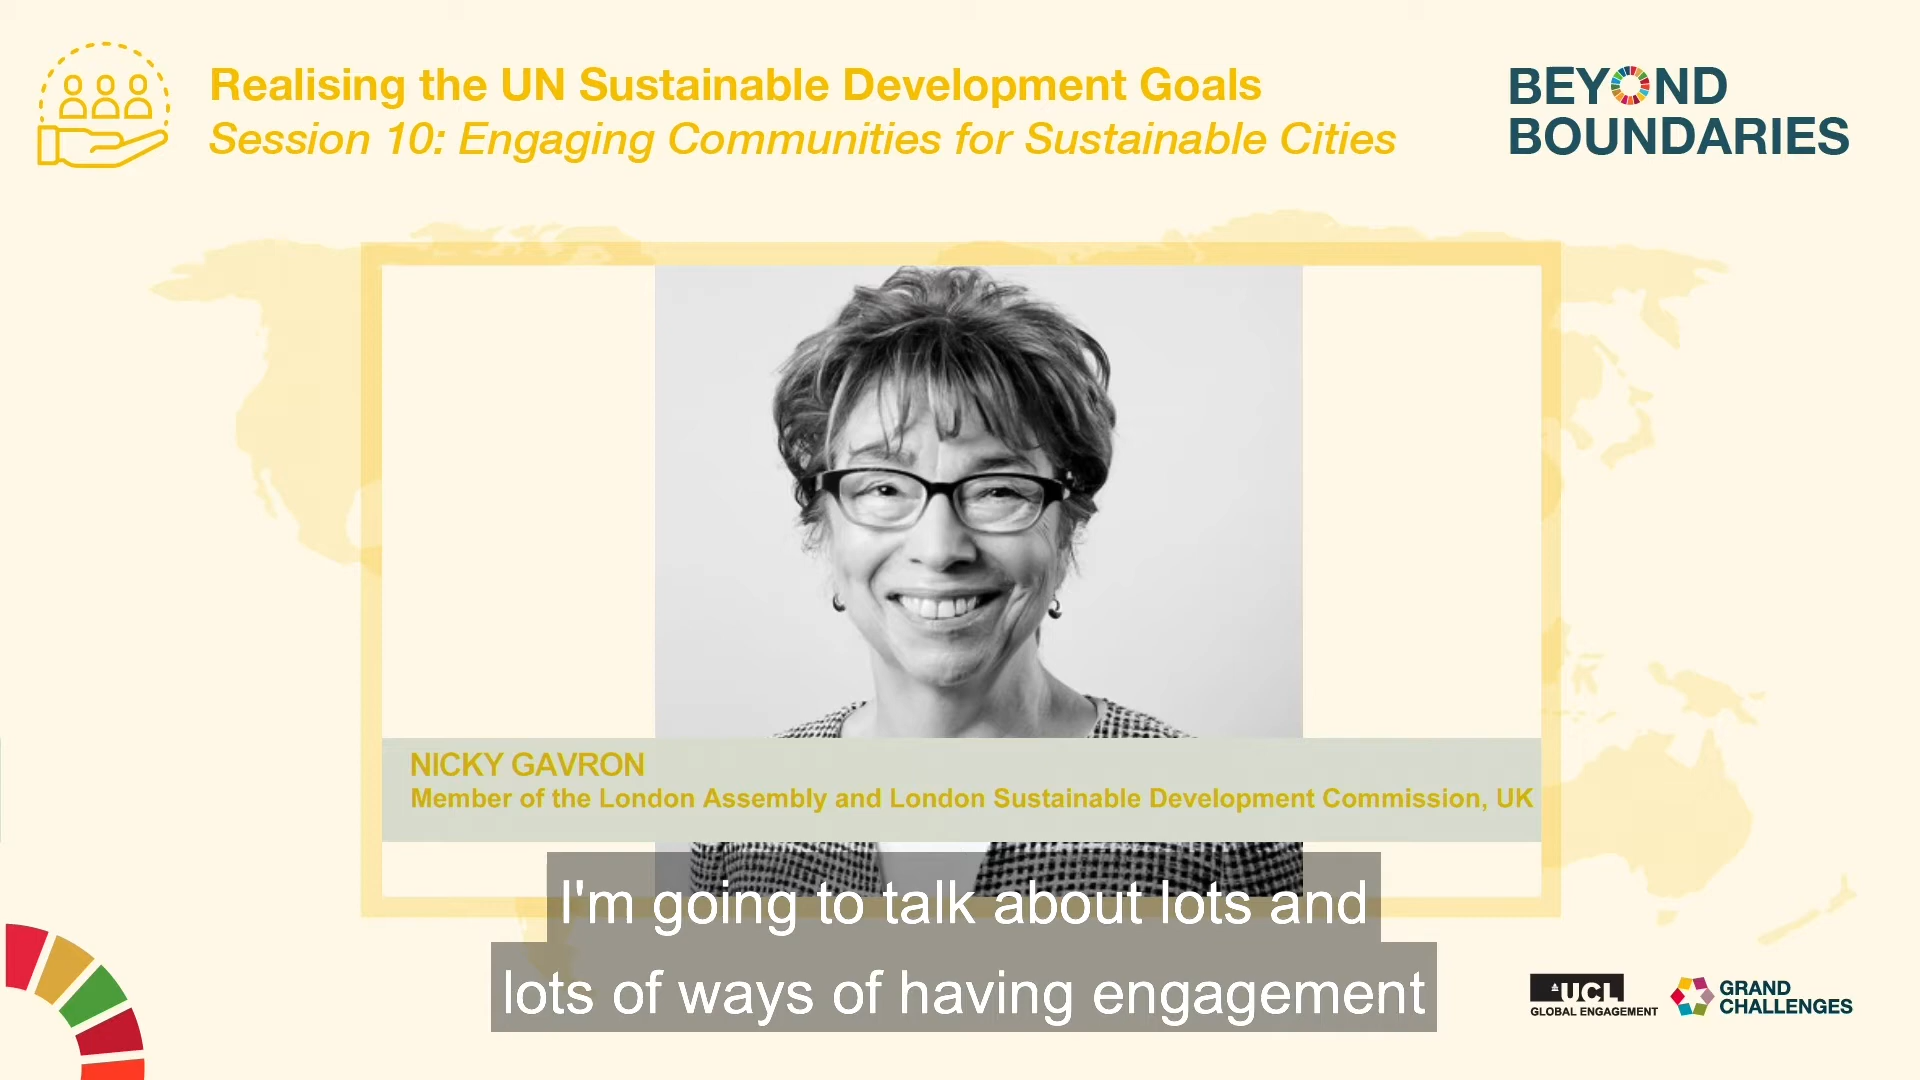 Realising the UN Sustainable Development Goals
Session 10: Engaging Communities for Sustainable Cities
BEYOND
BOUNDARIES
NICKY GAVRON
Member of the London Assembly and London Sustainable Development Commission, UK
I'm going to talk about lots and
lots of ways of having engagement
UCL
GLOBAL ENGAGEMENT
GRAND
CHALLENGES